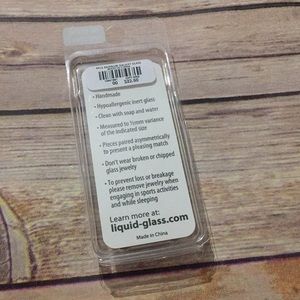 • Handmade
• Hypoallergenic inert glass
• Clean with soap and water
• Measured to ½mm variance
of the indicated size
• Pieces paired asymmetrically
to present a pleasing match
• Don't wear broken or chipped
glass jewelry
• To prevent loss or breakage
please remove jewelry when
engaging in sports activities
and while sleeping
Learn more at:
liquid-glass.com
Made in China